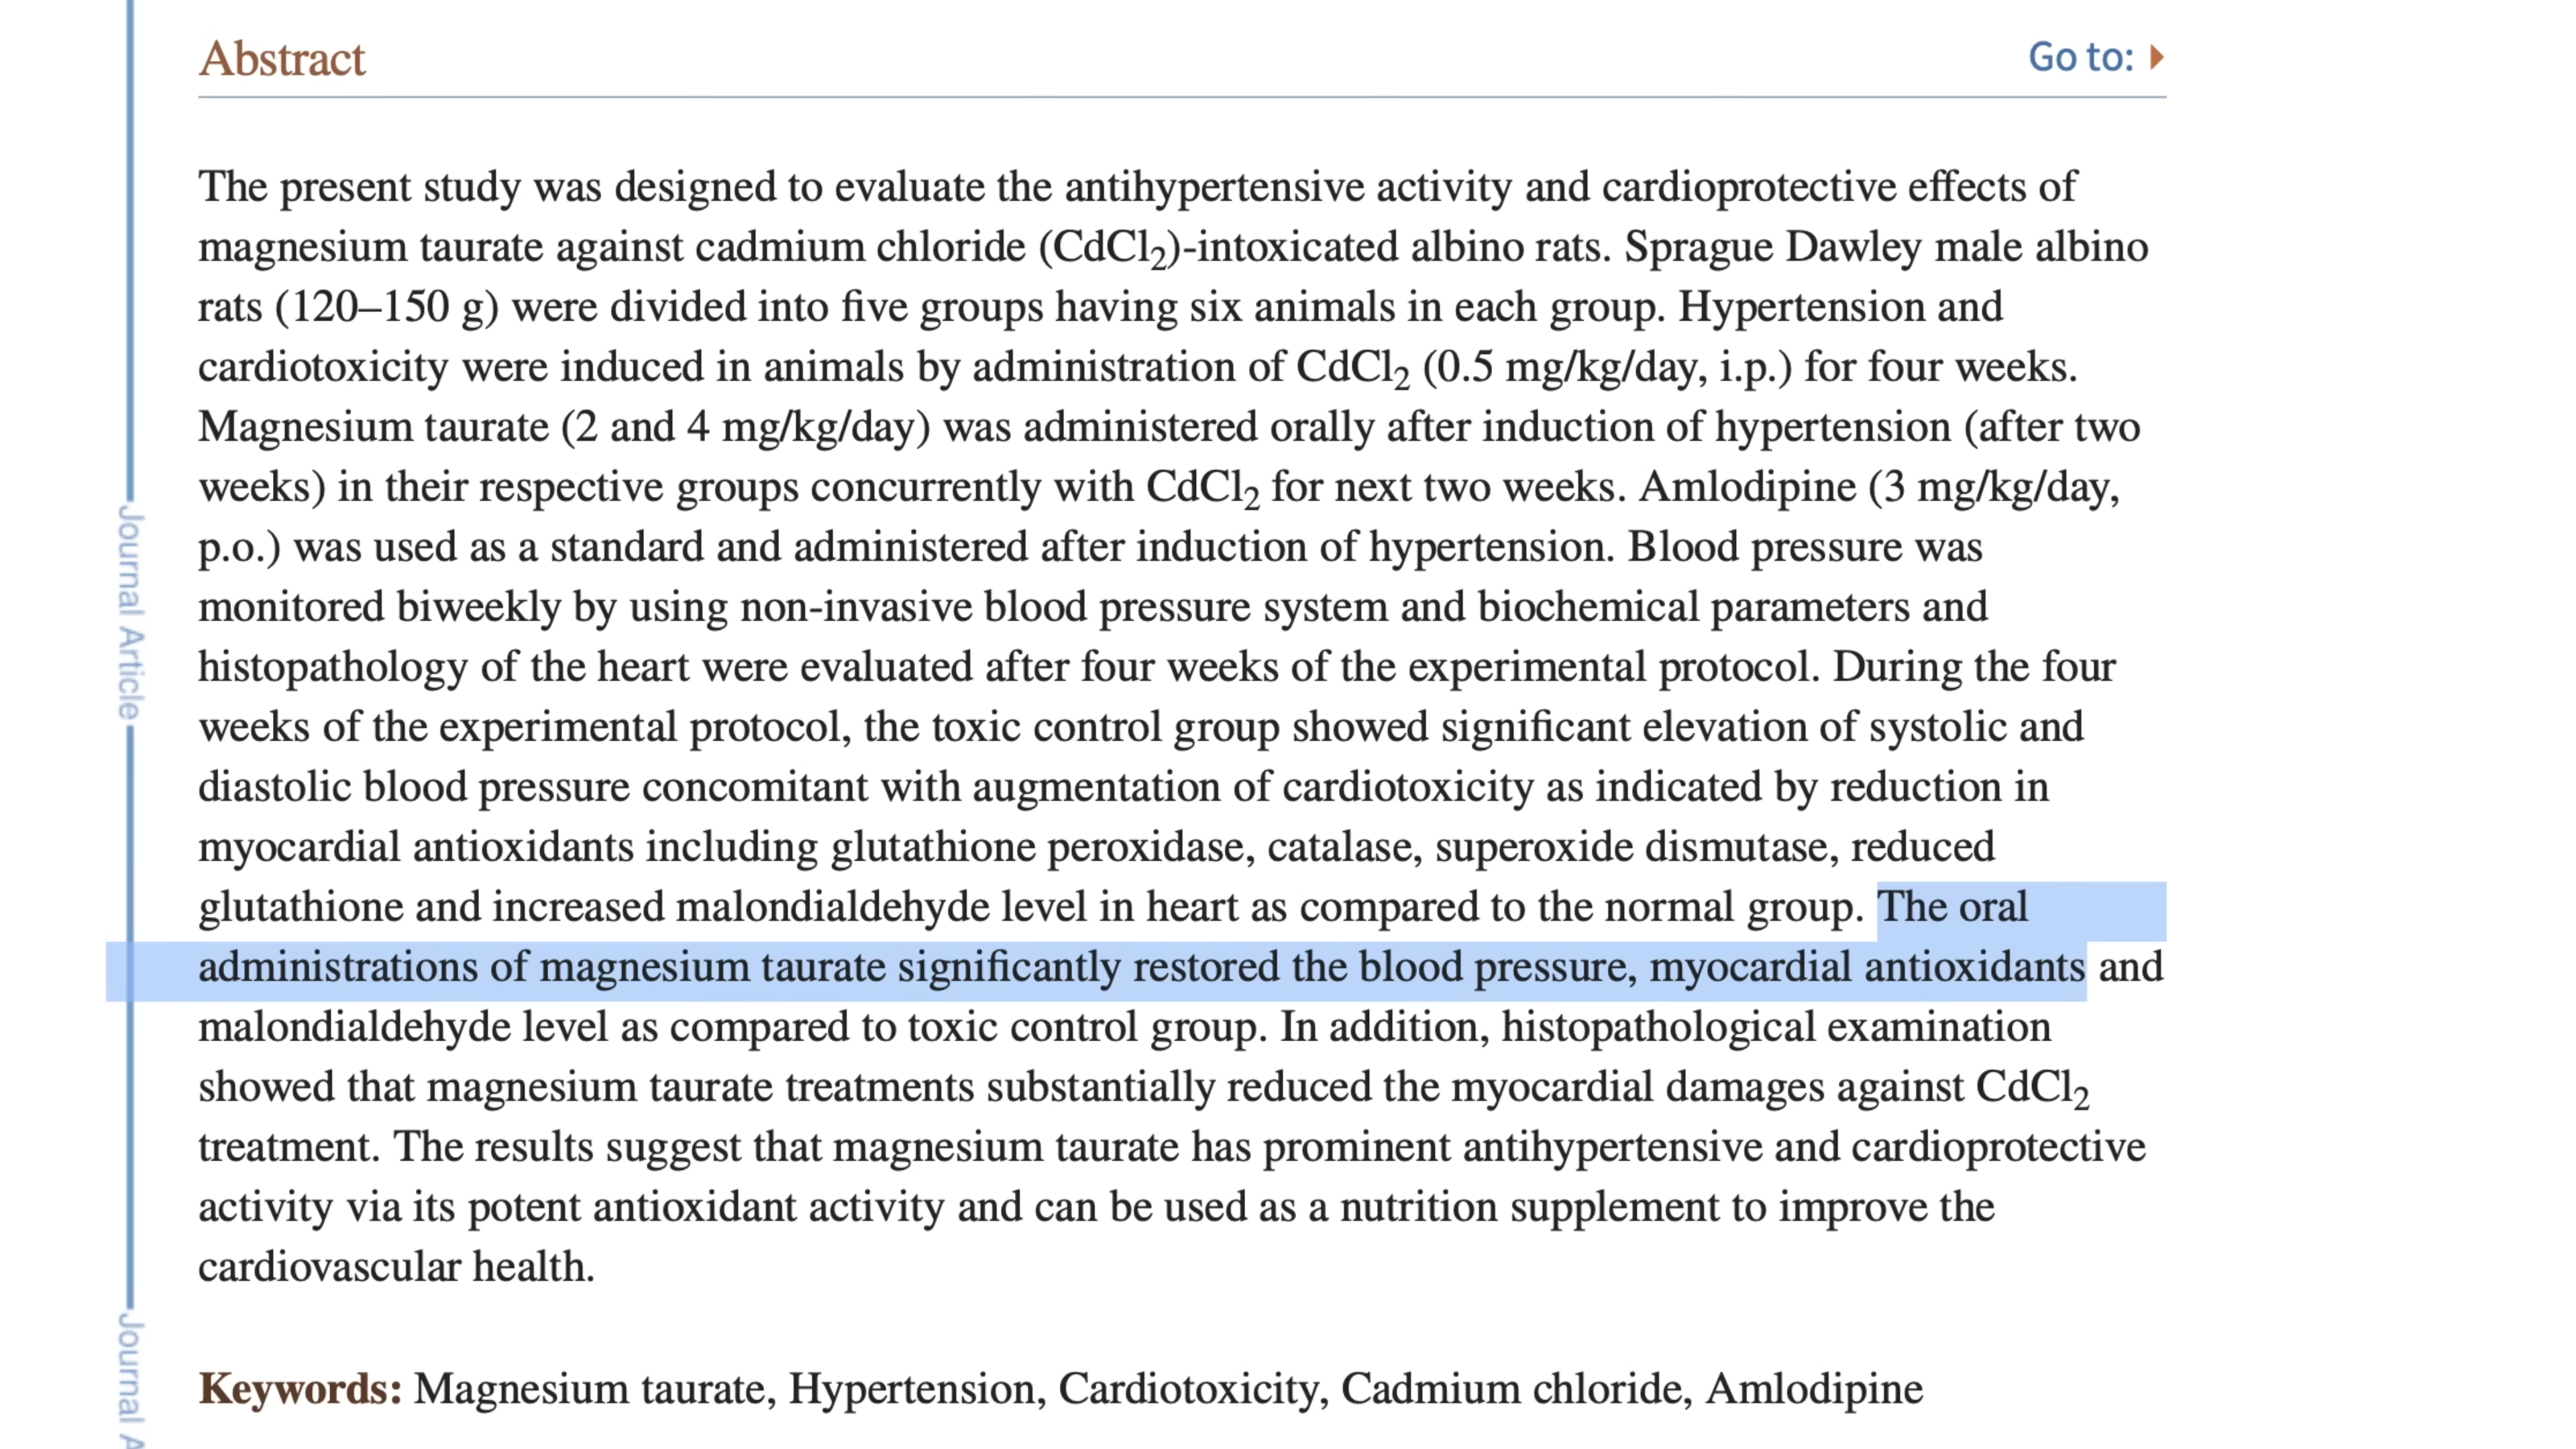 Abstract
Go to:
The present study was designed to evaluate the antihypertensive activity and cardioprotective effects of
magnesium taurate against cadmium chloride (CdCl2)-intoxicated albino rats. Sprague Dawley male albino
rats (120–150 g) were divided into five groups having six animals in each group. Hypertension and
cardiotoxicity were induced in animals by administration of CdCl2 (0.5 mg/kg/day, i.p.) for four weeks.
Magnesium taurate (2 and 4 mg/kg/day) was administered orally after induction of hypertension (after two
weeks) in their respective groups concurrently with CdCl2 for next two weeks. Amlodipine (3 mg/kg/day,
p.o.) was used as a standard and administered after induction of hypertension. Blood pressure was
monitored biweekly by using non-invasive blood pressure system and biochemical parameters and
histopathology of the heart were evaluated after four weeks of the experimental protocol. During the four
weeks of the experimental protocol, the toxic control group showed significant elevation of systolic and
diastolic blood pressure concomitant with augmentation of cardiotoxicity as indicated by reduction in
myocardial antioxidants including glutathione peroxidase, catalase, superoxide dismutase, reduced
glutathione and increased malondialdehyde level in heart as compared to the normal group. The oral
administrations of magnesium taurate significantly restored the blood pressure, myocardial antioxidants and
malondialdehyde level as compared to toxic control group. In addition, histopathological examination
showed that magnesium taurate treatments substantially reduced the myocardial damages against CdCl2
treatment. The results suggest that magnesium taurate has prominent antihypertensive and cardioprotective
activity via its potent antioxidant activity and can be used as a nutrition supplement to improve the
cardiovascular health.
Keywords: Magnesium taurate, Hypertension, Cardiotoxicity, Cadmium chloride, Amlodipine
Journal Article
Journal A